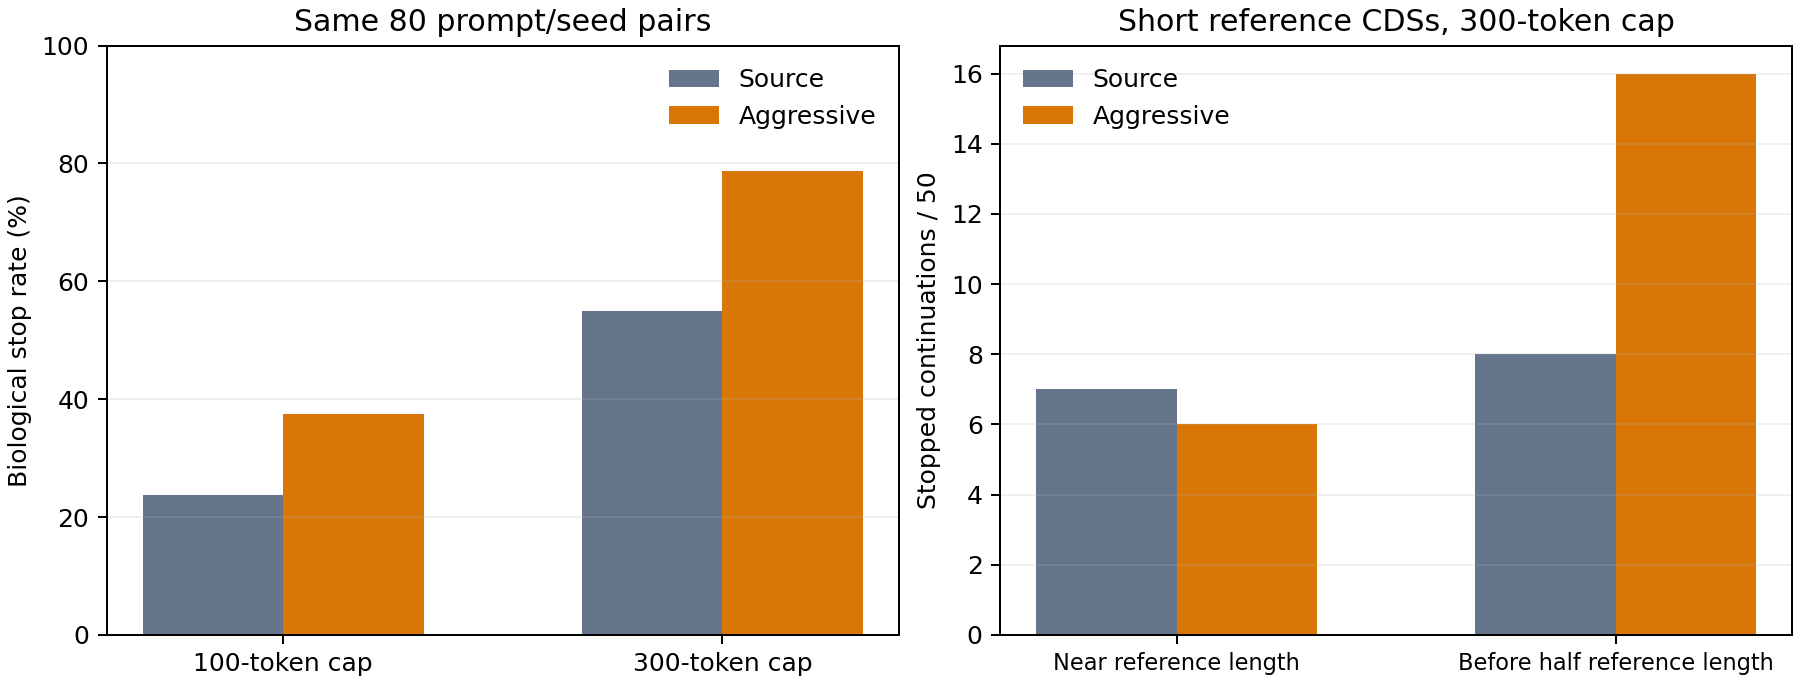 Same 80 prompt/seed pairs
Biological stop rate (%)
100
80
60
40
20
0
Source
Aggressive
100-token cap
300-token cap
Short reference CDSs, 300-token cap
Stopped continuations / 50
16
14
12
10
8
6
4
2
0
Source
Aggressive
Near reference length
Before half reference length